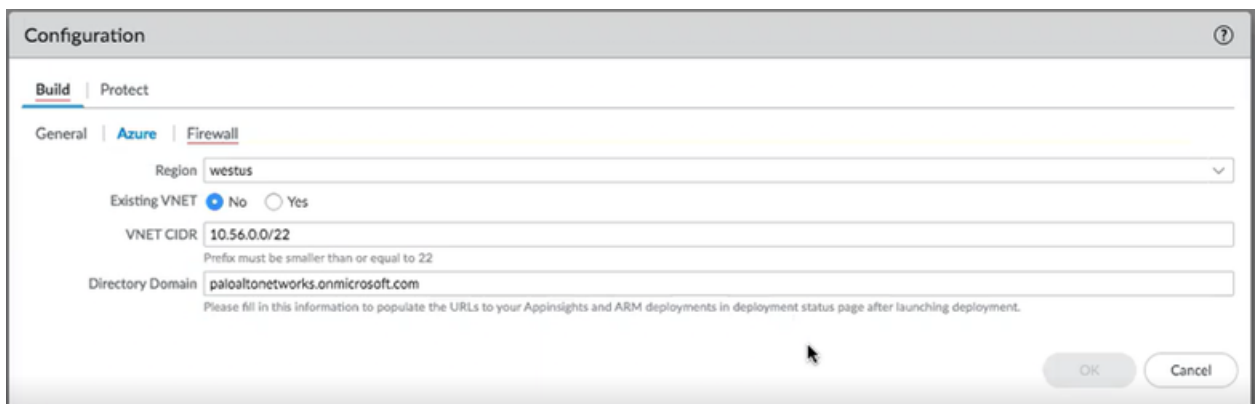 Configuration
Build | Protect
General | Azure | Firewall
Region westus
Existing VNET No Yes
VNET CIDR 10.56.0.0/22
Prefix must be smaller than or equal to 22
Directory Domain paloaltonetworks.onmicrosoft.com
Please fill in this information to populate the URLs to your Appinsights and ARM deployments in deployment status page after launching deployment.
OK Cancel